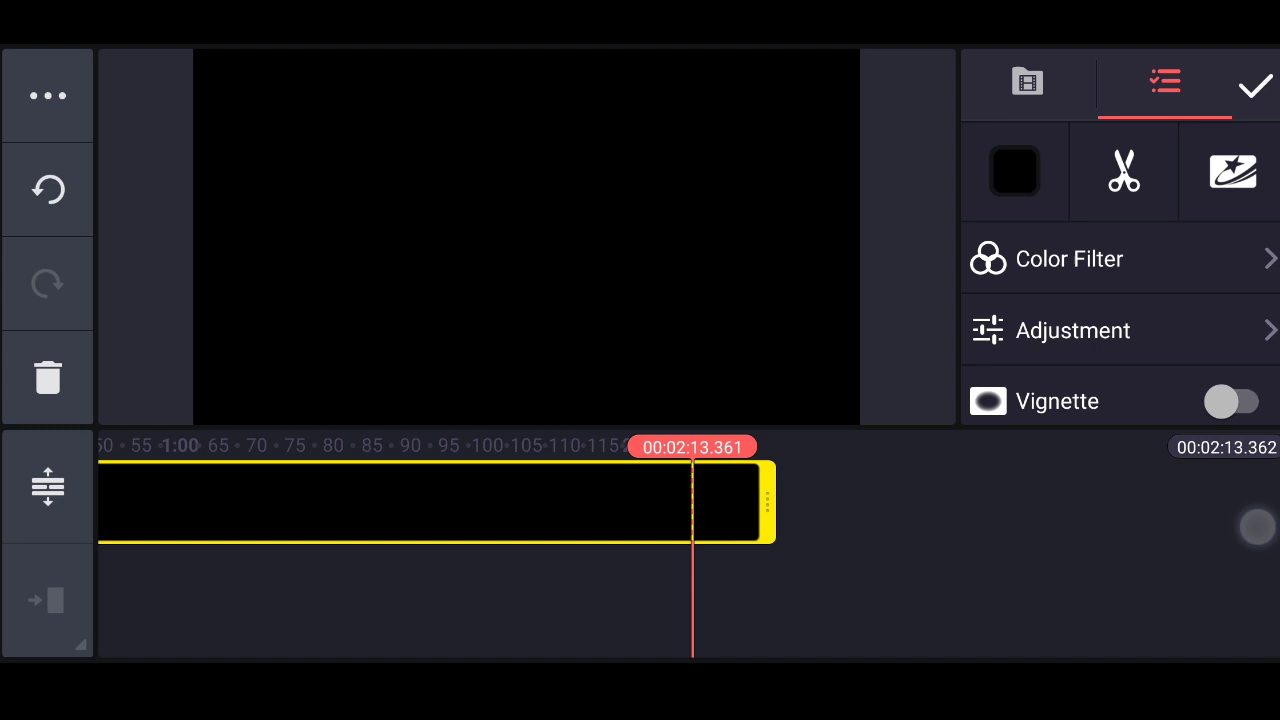 Color Filter
Adjustment
Vignette
50 55 1:00 65 70 75 80 85 90 95 100 105 110 115
00:02:13.361
00:02:13.362